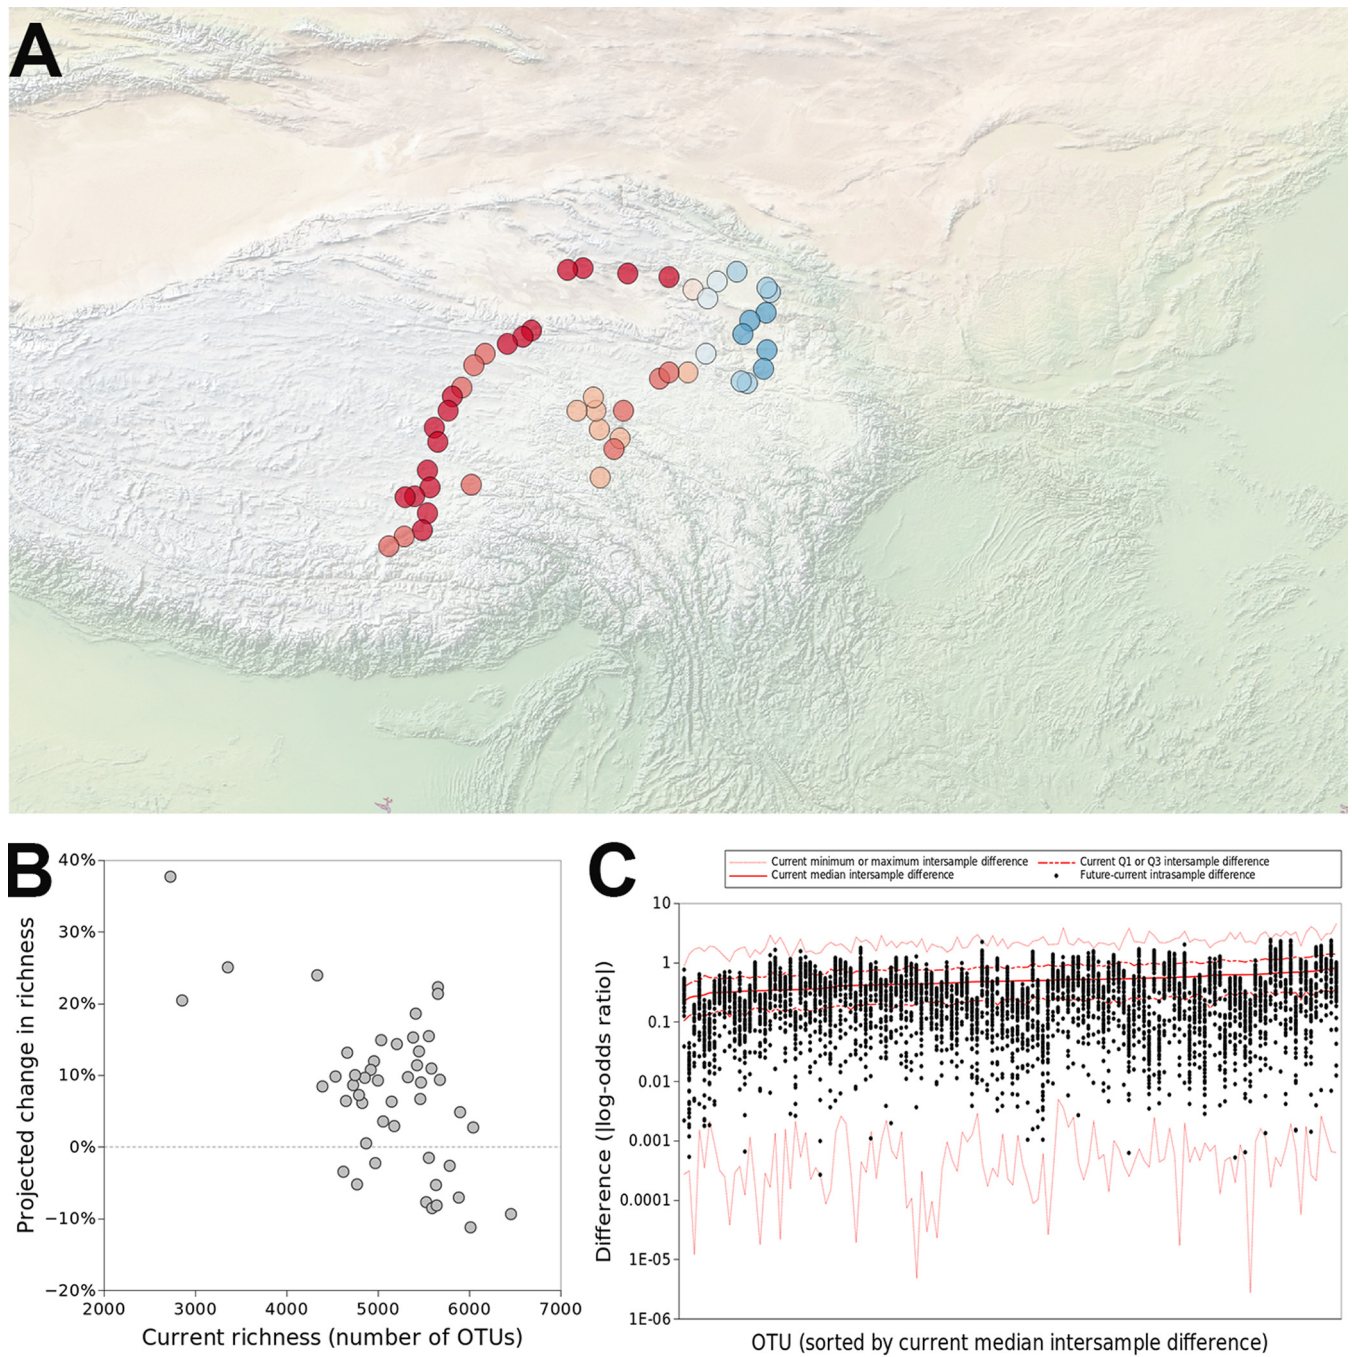 A
B
40%
30%
20%
10%
0%
−10%
−20%
Projected change in richness
2000 3000 4000 5000 6000 7000
Current richness (number of OTUs)
C
Current minimum or maximum intersample difference
Current Q1 or Q3 intersample difference
Current median intersample difference
Future-current intrasample difference
10
1
0.1
0.01
0.001
0.0001
1E-05
1E-06
Difference (|log-odds ratio|)
OTU (sorted by current median intersample difference)